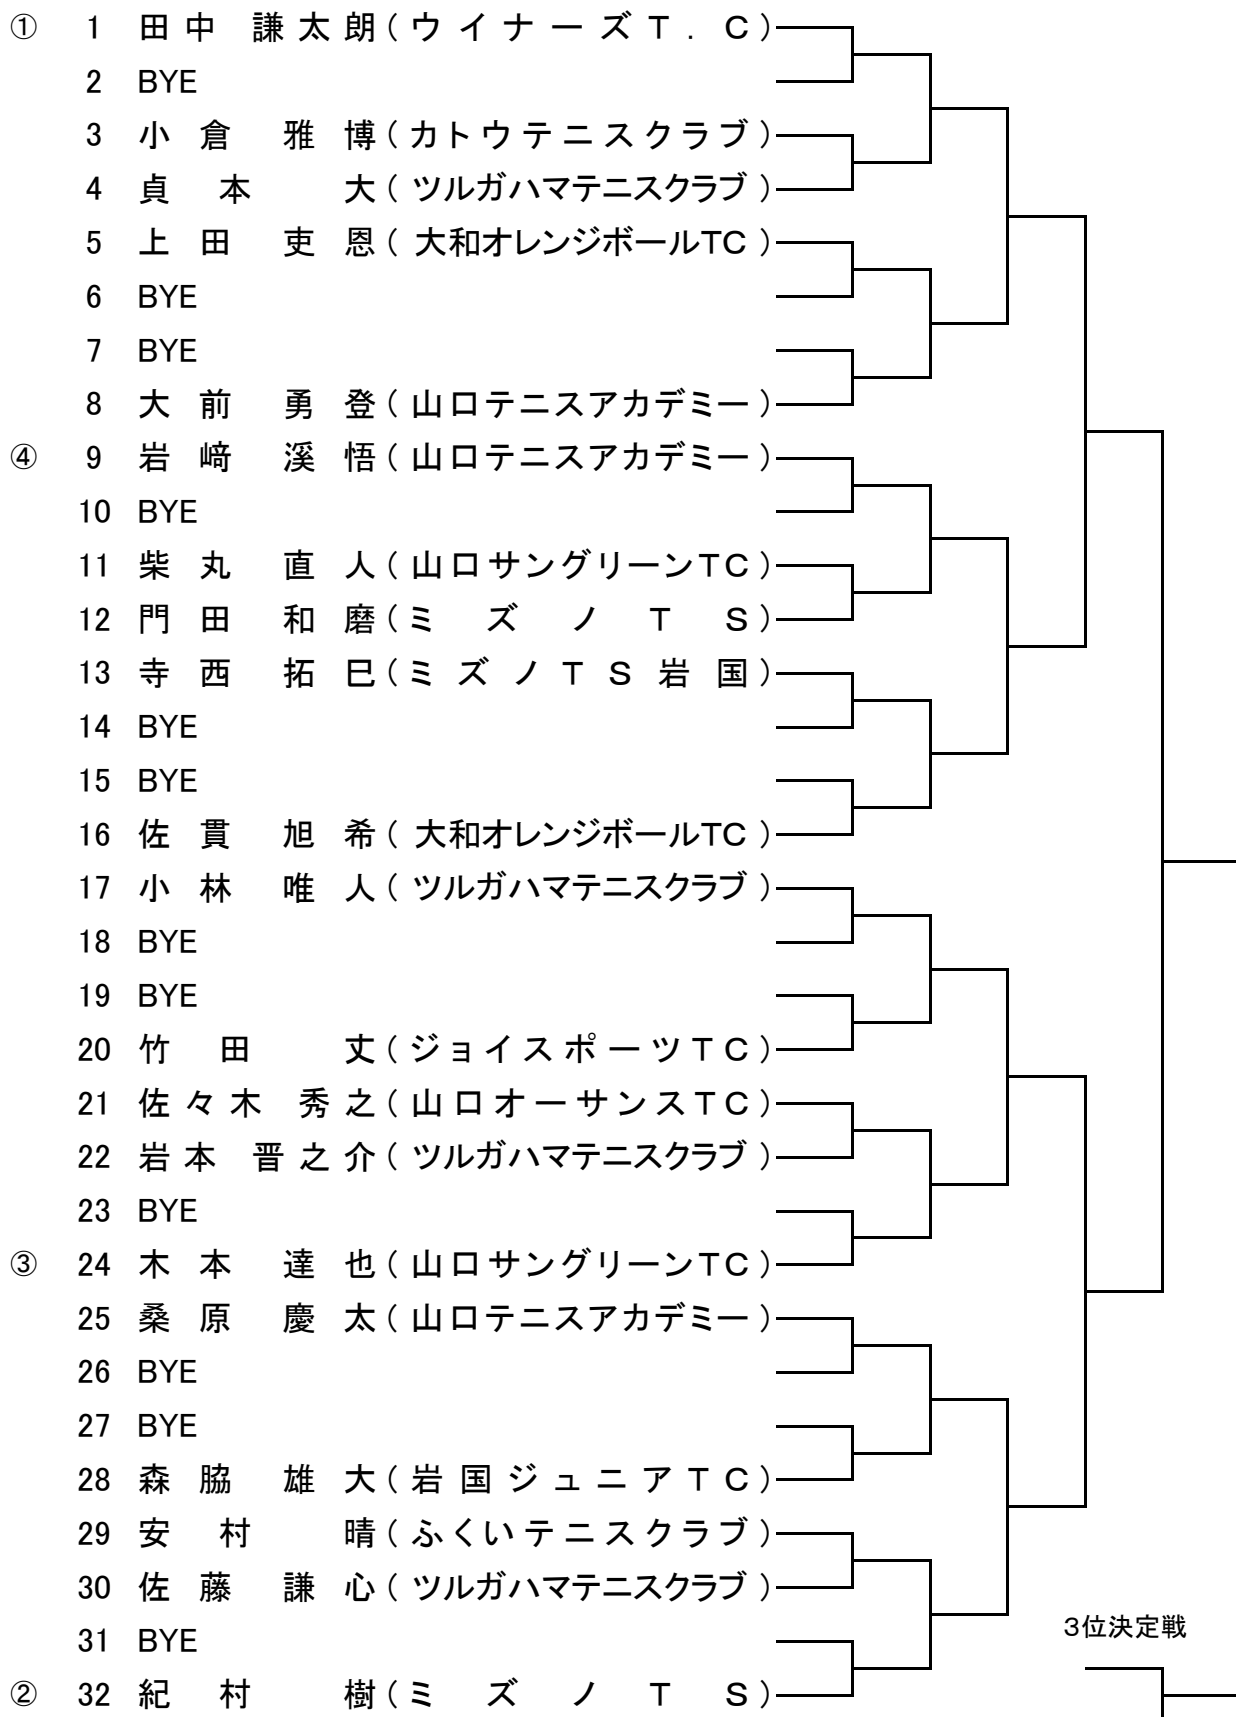 ① 1 田中 謙太朗(ウイナーズT.C)
2 BYE
3 小倉 雅博(カトウテニスクラブ)
4 貞本 大(ツルガハマテニスクラブ)
5 上田 吏恩(大和オレンジボールTC)
6 BYE
7 BYE
8 大前 勇登(山口テニスアカデミー)
④ 9 岩﨑 溪悟(山口テニスアカデミー)
10 BYE
11 柴丸 直人(山口サングリーンTC)
12 門田 和磨(ミズノTS)
13 寺西 拓巳(ミズノTS岩国)
14 BYE
15 BYE
16 佐貫 旭希(大和オレンジボールTC)
17 小林 唯人(ツルガハマテニスクラブ)
18 BYE
19 BYE
20 竹田 丈(ジョイスポーツTC)
21 佐々木 秀之(山口オーサンスTC)
22 岩本 晋之介(ツルガハマテニスクラブ)
23 BYE
③ 24 木本 達也(山口サングリーンTC)
25 桑原 慶太(山口テニスアカデミー)
26 BYE
27 BYE
28 森脇 雄大(岩国ジュニアTC)
29 安村 晴(ふくいテニスクラブ)
30 佐藤 謙心(ツルガハマテニスクラブ)
31 BYE
3位決定戦
② 32 紀村 樹(ミズノTS)